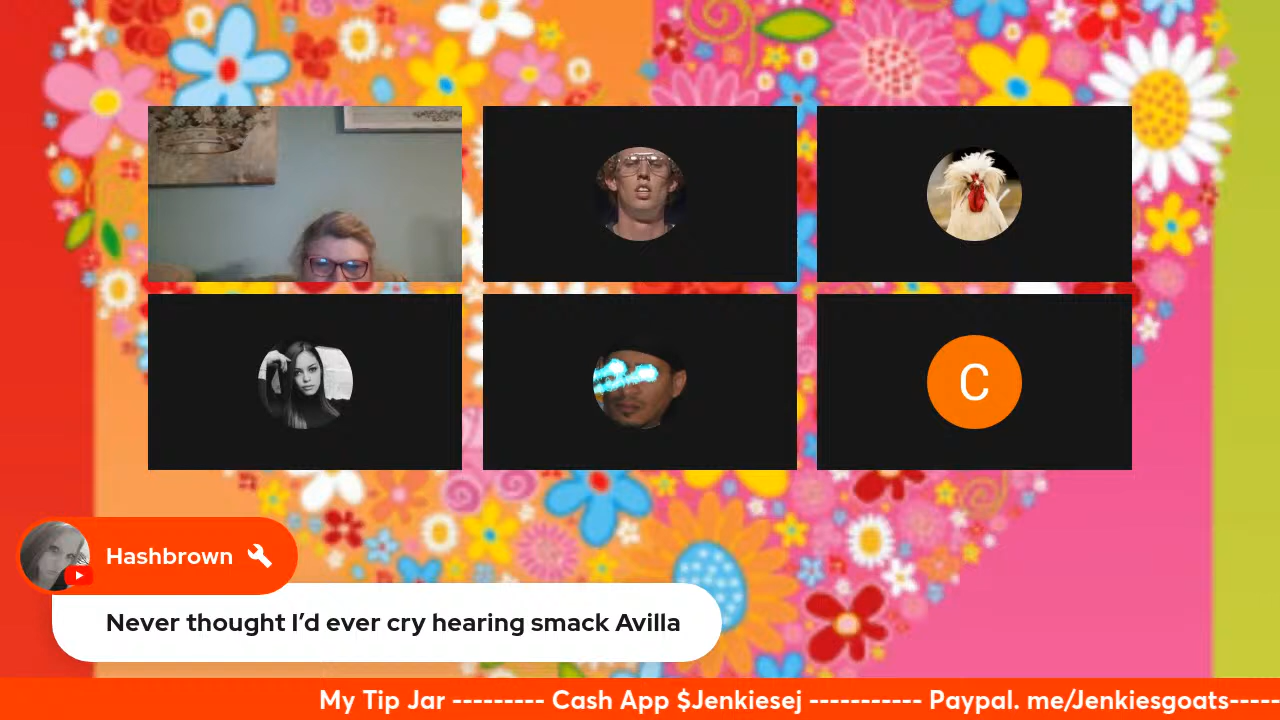 C
Hashbrown
Never thought I'd ever cry hearing smack Avilla
My Tip Jar --------- Cash App $Jenkiesej ----------- Paypal. me/Jenkiesgoats-----